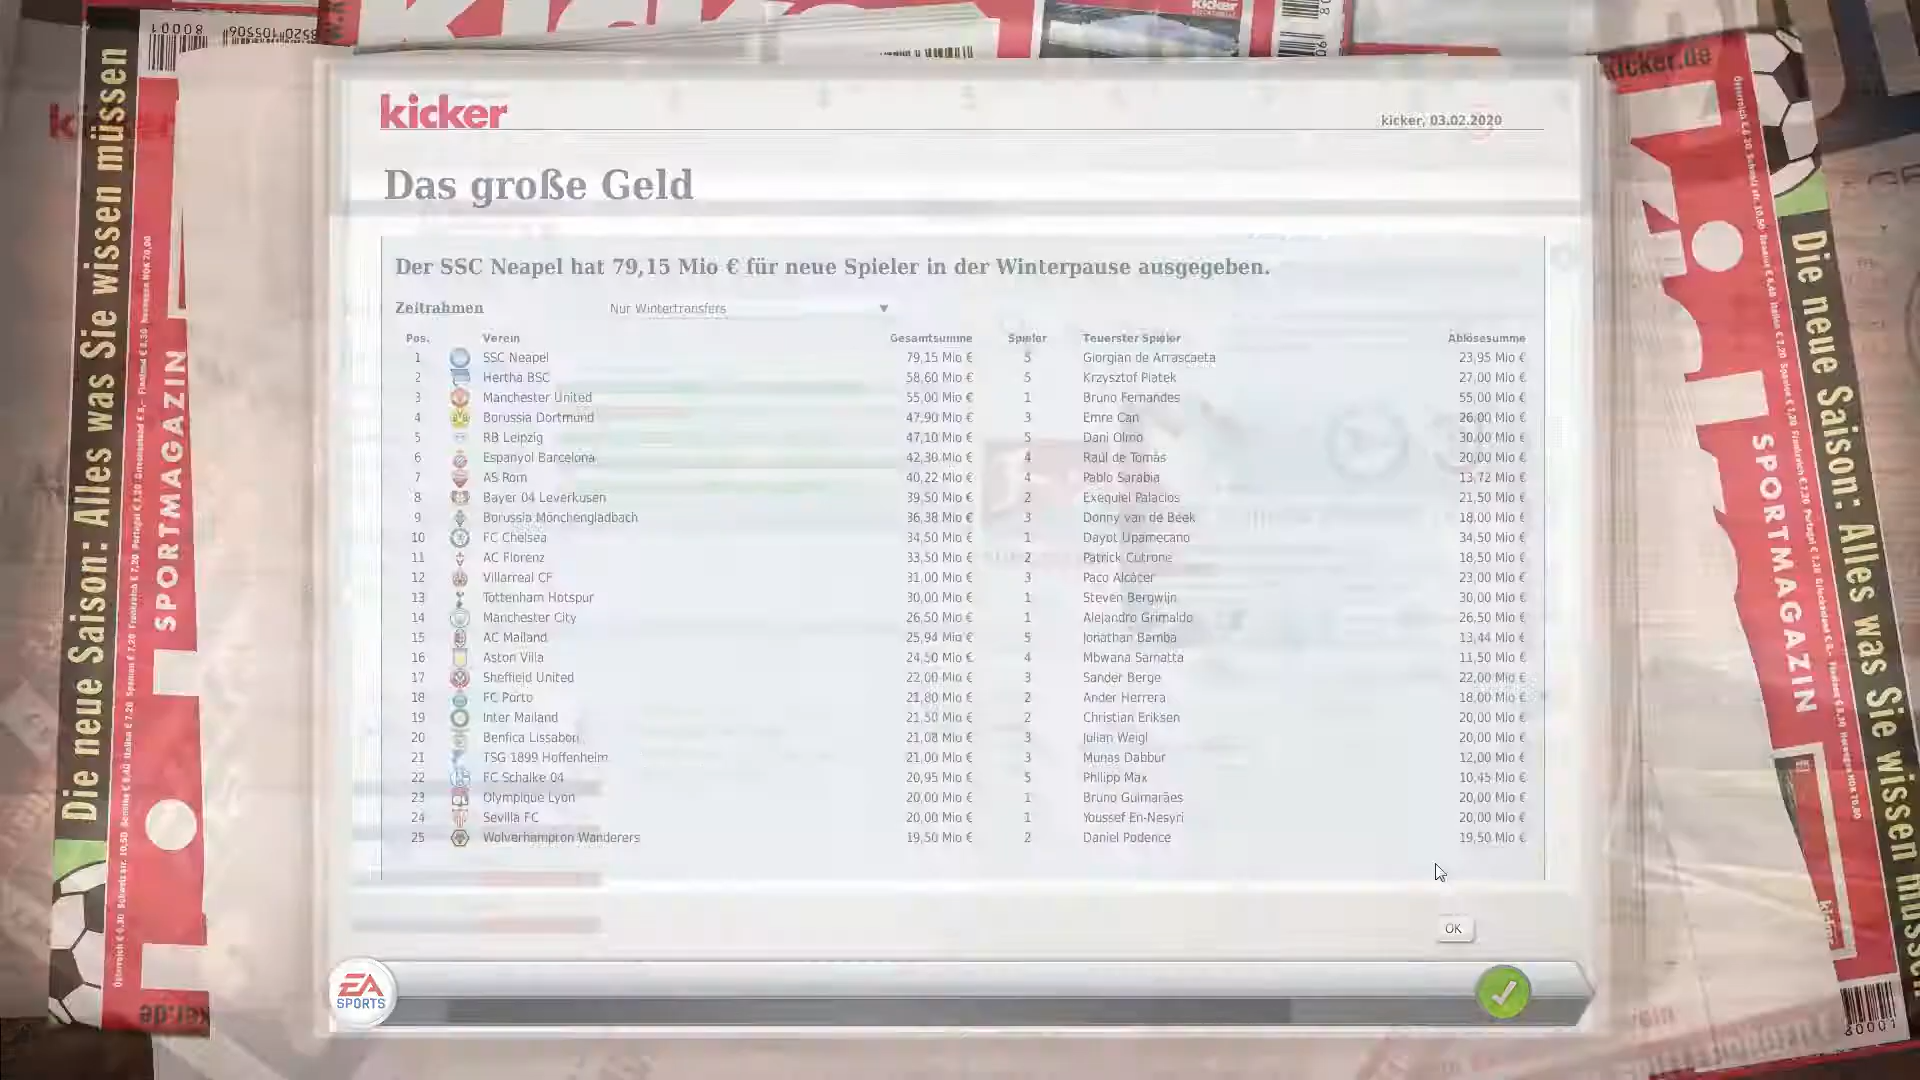 kicker
kicker, 03.02.2020
Das große Geld
Der SSC Neapel hat 79,15 Mio € für neue Spieler in der Winterpause ausgegeben.
Zeitrahmen Nur Wintertransfers
Pos. Verein Gesamtsumme Spieler Teuerster Spieler Ablösesumme
1 SSC Neapel 79,15 Mio € 5 Giorgian de Arrascaeta 23,95 Mio €
2 Hertha BSC 58,60 Mio € 5 Krzysztof Piatek 27,00 Mio €
3 Manchester United 55,00 Mio € 1 Bruno Fernandes 55,00 Mio €
4 Borussia Dortmund 47,90 Mio € 3 Emre Can 26,00 Mio €
5 RB Leipzig 47,10 Mio € 5 Dani Olmo 30,00 Mio €
6 Espanyol Barcelona 42,30 Mio € 4 Raúl de Tomás 20,00 Mio €
7 AS Rom 40,22 Mio € 4 Pablo Sarabia 13,72 Mio €
8 Bayer 04 Leverkusen 39,50 Mio € 2 Exequiel Palacios 21,50 Mio €
9 Borussia Mönchengladbach 36,38 Mio € 3 Donny van de Beek 18,00 Mio €
10 FC Chelsea 34,50 Mio € 1 Dayot Upamecano 34,50 Mio €
11 AC Florenz 33,50 Mio € 2 Patrick Cutrone 18,50 Mio €
12 Villarreal CF 31,00 Mio € 3 Paco Alcácer 23,00 Mio €
13 Tottenham Hotspur 30,00 Mio € 1 Steven Bergwijn 30,00 Mio €
14 Manchester City 26,50 Mio € 1 Alejandro Grimaldo 26,50 Mio €
15 AC Mailand 25,94 Mio € 5 Jonathan Bamba 13,44 Mio €
16 Aston Villa 24,50 Mio € 4 Mbwana Samatta 11,50 Mio €
17 Sheffield United 22,00 Mio € 3 Sander Berge 22,00 Mio €
18 FC Porto 21,80 Mio € 2 Ander Herrera 18,00 Mio €
19 Inter Mailand 21,50 Mio € 2 Christian Eriksen 20,00 Mio €
20 Benfica Lissabon 21,08 Mio € 3 Julian Weigl 20,00 Mio €
21 TSG 1899 Hoffenheim 21,00 Mio € 3 Munas Dabbur 12,00 Mio €
22 FC Schalke 04 20,95 Mio € 5 Philipp Max 10,45 Mio €
23 Olympique Lyon 20,00 Mio € 1 Bruno Guimarães 20,00 Mio €
24 Sevilla FC 20,00 Mio € 1 Youssef En-Nesyri 20,00 Mio €
25 Wolverhampton Wanderers 19,50 Mio € 2 Daniel Podence 19,50 Mio €
OK
EA
SPORTS
Die neue Saison: Alles was Sie wissen müssen
SPORTMAGAZIN
80001
kicker
kicker.de
Die neue Saison: Alles was Sie wissen müssen
SPORTMAGAZIN
kicker
80001